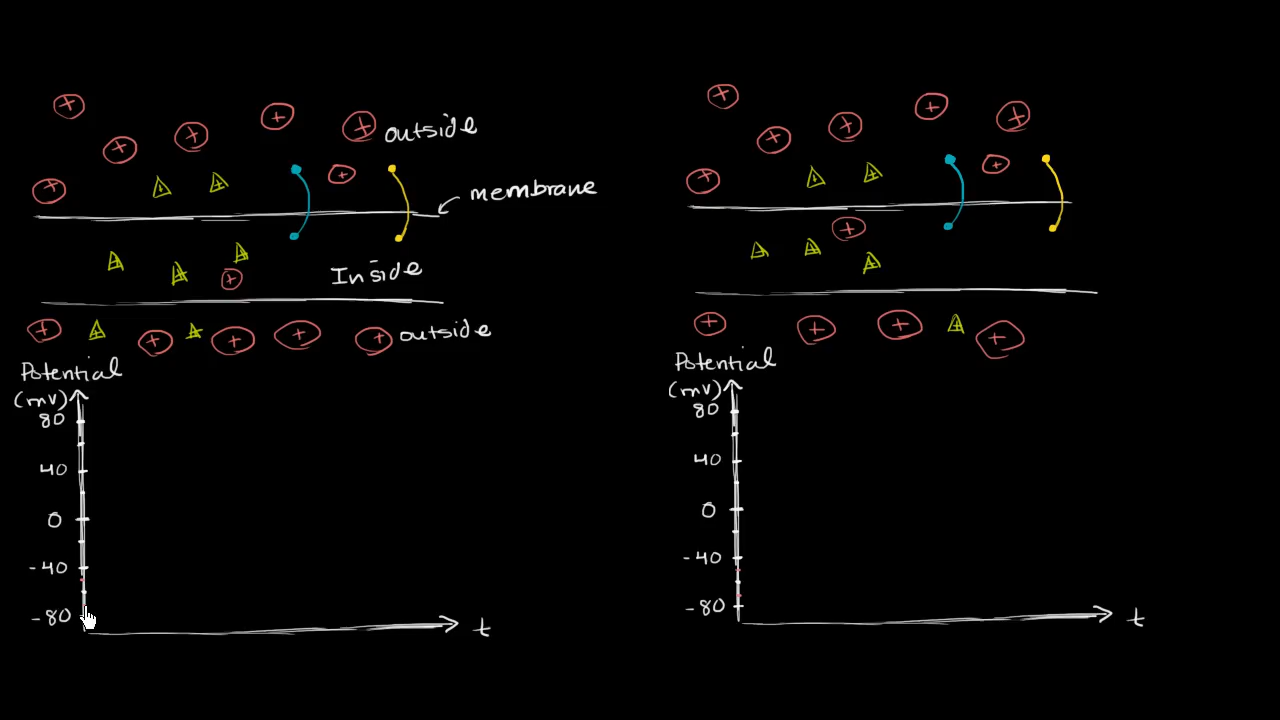 outside
membrane
Inside
outside
Potential
(mv)
80
40
0
-40
-80
t
Potential
(mv)
80
40
0
-40
-80
t